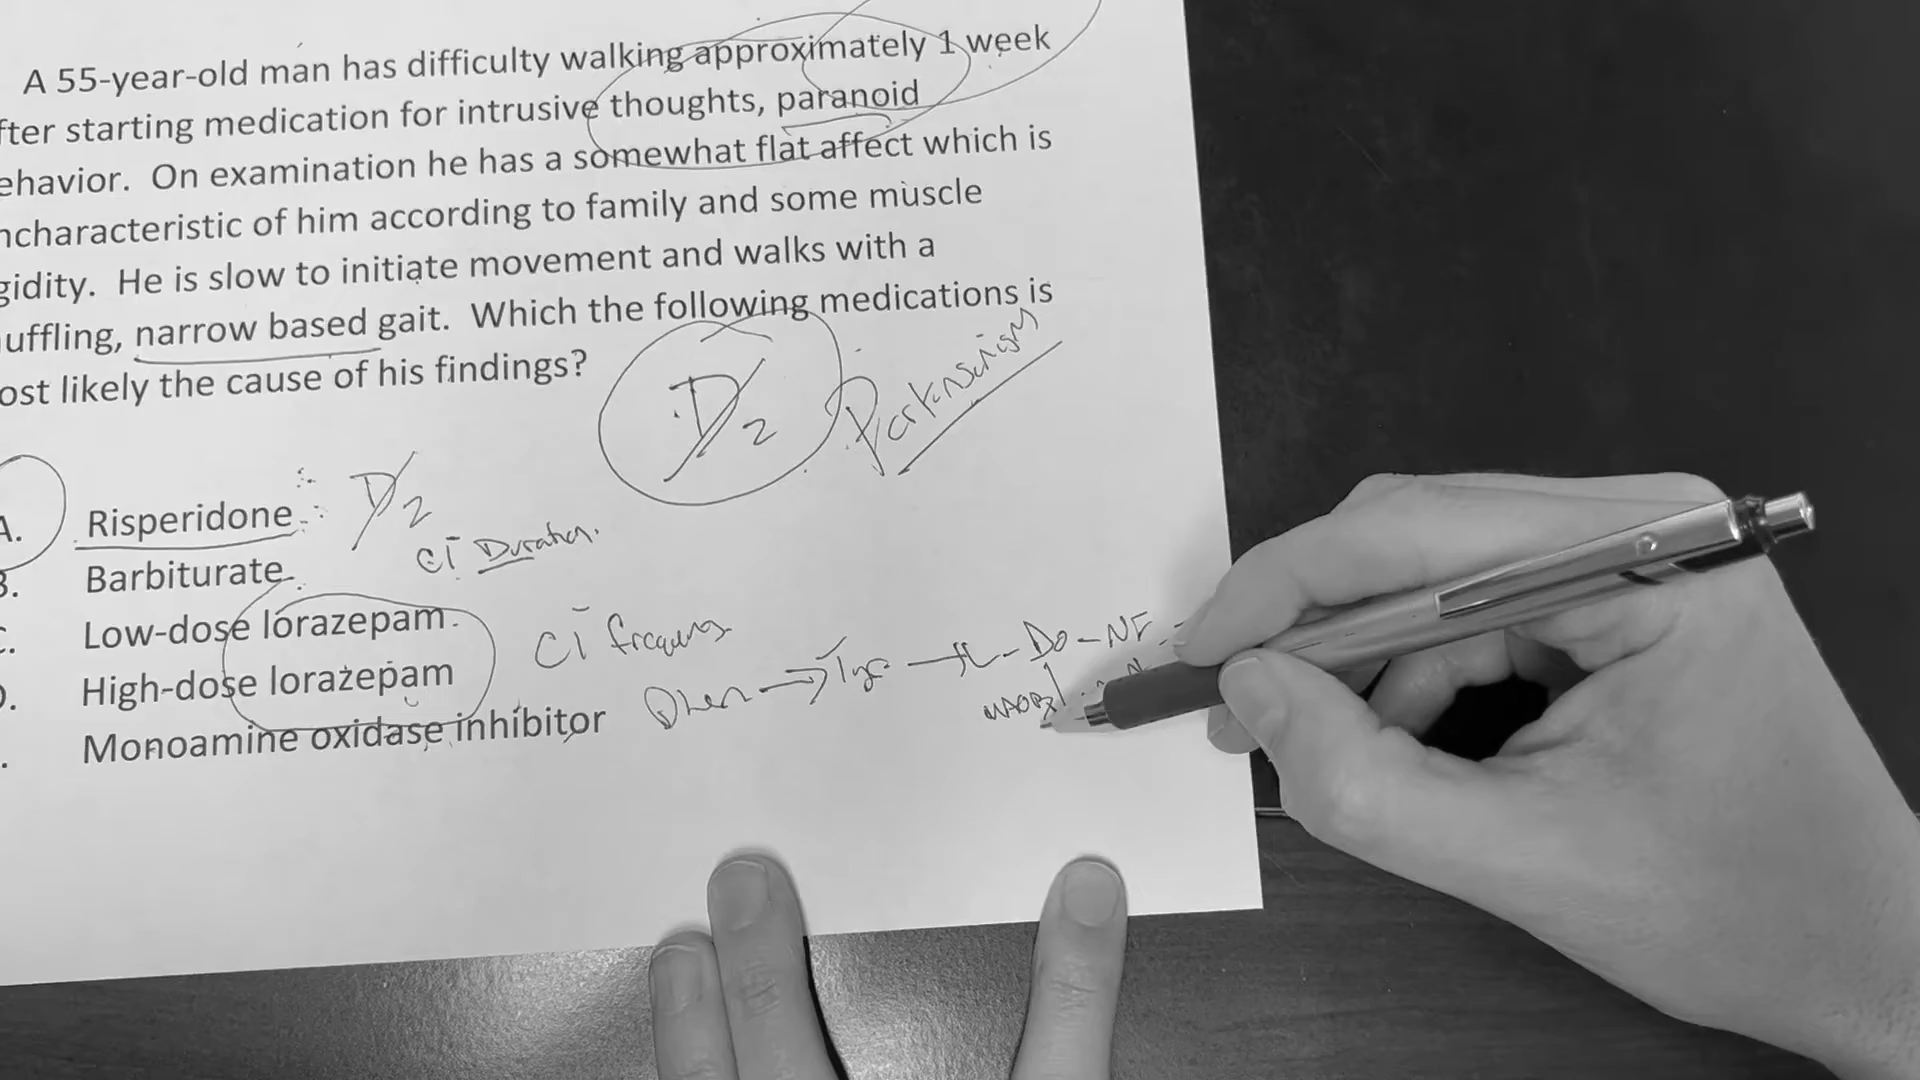 A 55-year-old man has difficulty walking approximately 1 week
fter starting medication for intrusive thoughts, paranoid
ehavior. On examination he has a somewhat flat affect which is
ncharacteristic of him according to family and some muscle
gidity. He is slow to initiate movement and walks with a
uffling, narrow based gait. Which the following medications is
ost likely the cause of his findings?
D2 Parkinsonism
A. Risperidone D2
Cl Duration.
B. Barbiturate
C. Low-dose lorazepam
Cl frequency
D. High-dose lorazepam
Phen → Tyr → L-Do-NE
MAOB
. Monoamine oxidase inhibitor